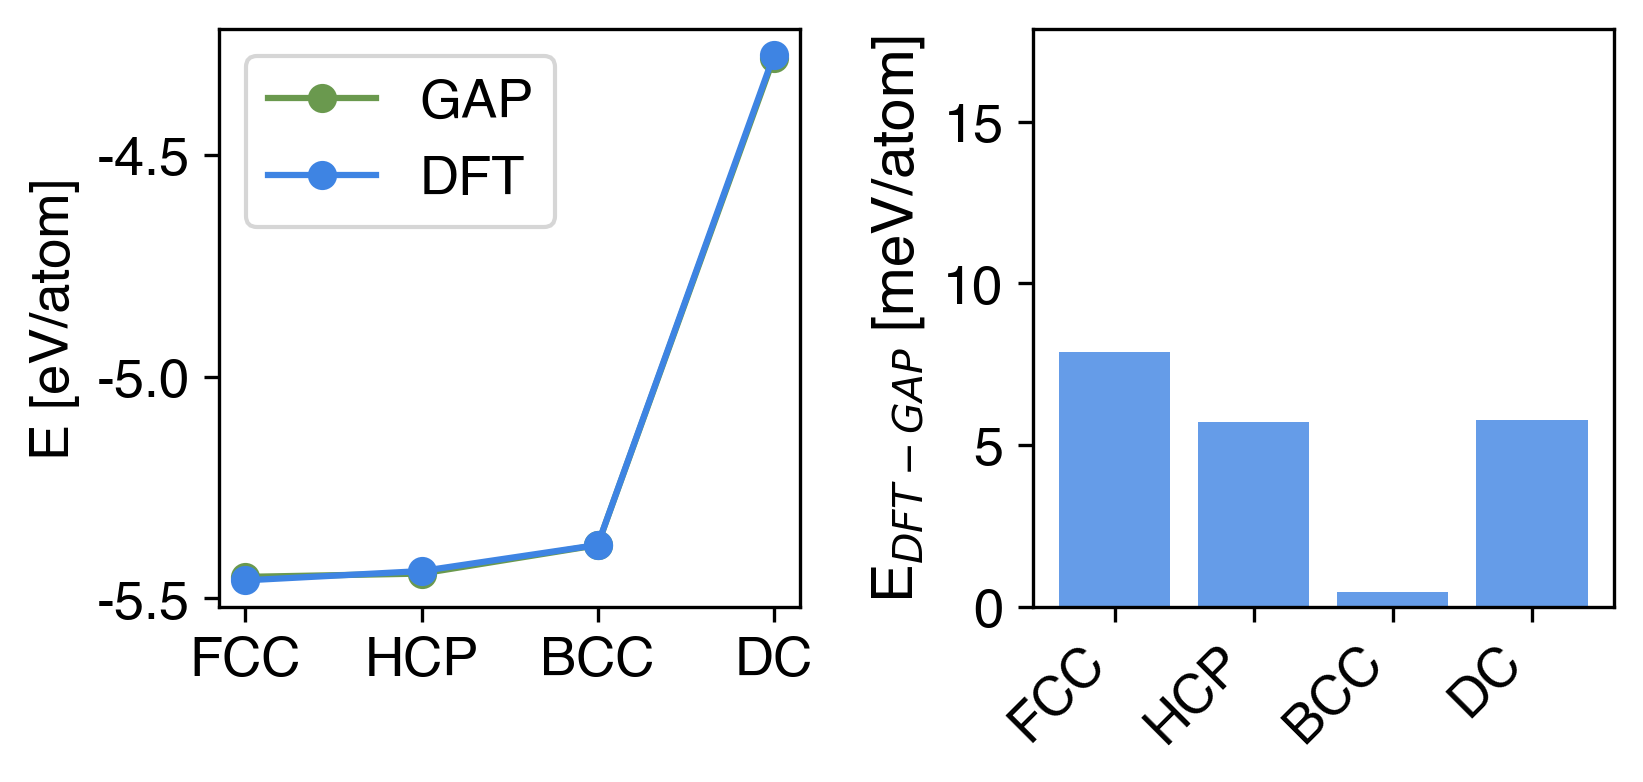 E [eV/atom]
-4.5
-5.0
-5.5
GAP
DFT
FCC HCP BCC DC
E_{DFT - GAP} [meV/atom]
15
10
5
0
FCC HCP BCC DC